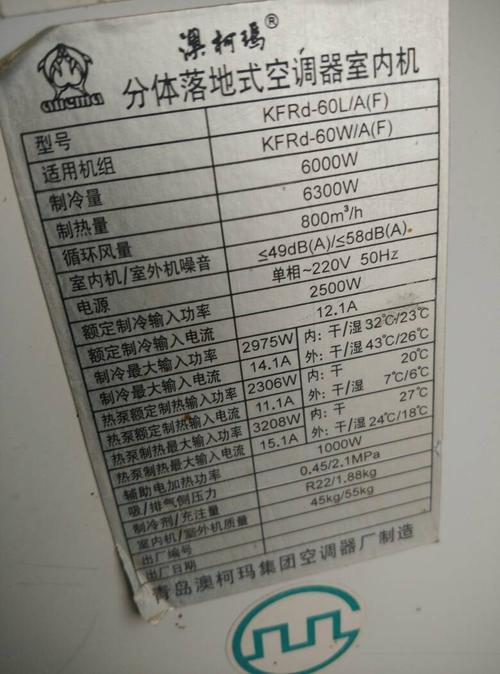 aucma
澳柯玛®
分体落地式空调器室内机
型号 KFRd-60L/A(F)
适用机组 KFRd-60W/A(F)
制冷量 6000W
制热量 6300W
循环风量 800m³/h
室内机/室外机噪音 ≤49dB(A)/≤58dB(A)
电源 单相~220V 50Hz
额定制冷输入功率 2500W
额定制冷输入电流 12.1A
制冷最大输入功率 2975W 内：干/湿 32℃/23℃
制冷最大输入电流 14.1A 外：干/湿 43℃/26℃
热泵额定制热输入功率 2306W 内：干 20℃
热泵额定制热输入电流 11.1A 外：干/湿 7℃/6℃
热泵制热最大输入功率 3208W 内：干 27℃
热泵制热最大输入电流 15.1A 外：干/湿 24℃/18℃
辅助电加热功率 1000W
吸/排气侧压力 0.45/2.1MPa
制冷剂/充注量 R22/1.88kg
室内机/室外机质量 45kg/55kg
出厂编号
出厂日期
青岛澳柯玛集团空调器厂制造